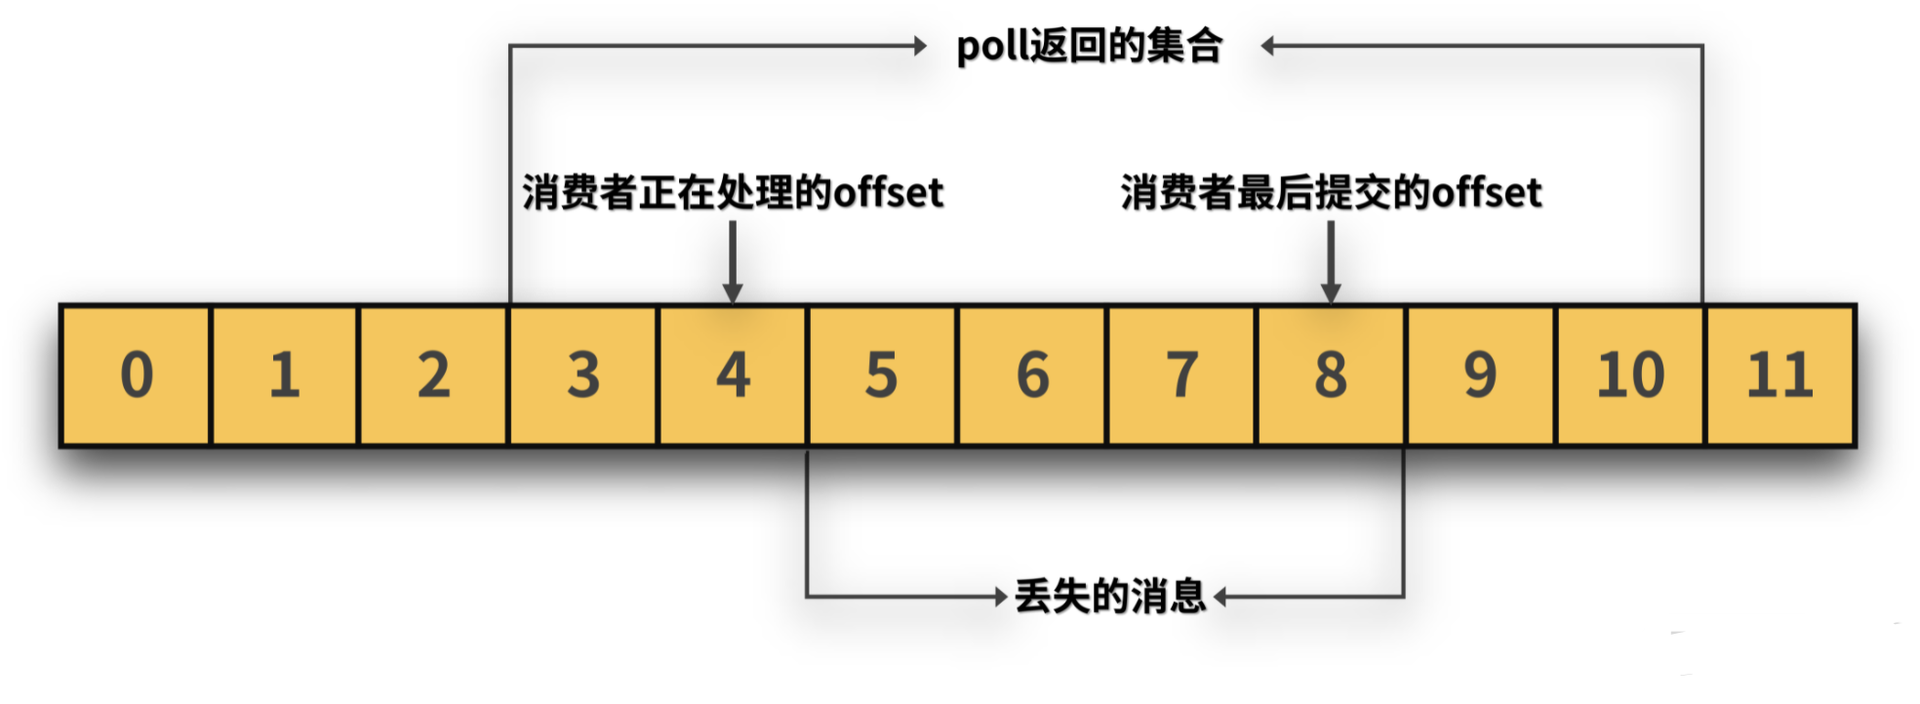 poll返回的集合
消费者正在处理的offset
消费者最后提交的offset
0 1 2 3 4 5 6 7 8 9 10 11
丢失的消息